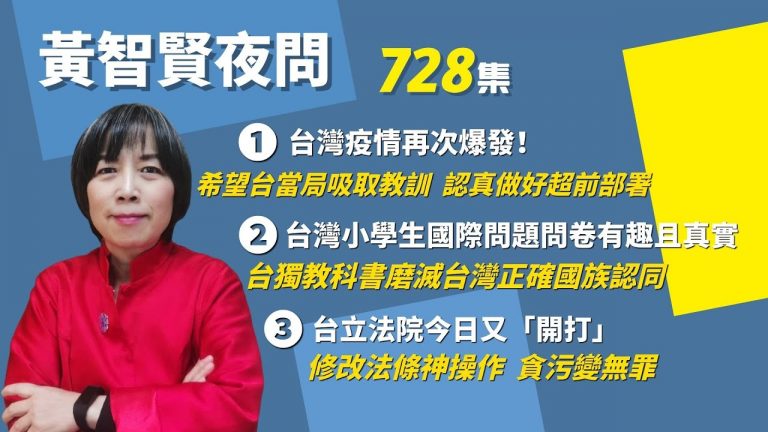 黃智賢夜問 728集
1 台灣疫情再次爆發!
希望台當局吸取教訓 認真做好超前部署
2 台灣小學生國際問題問卷有趣且真實
台獨教科書磨滅台灣正確國族認同
3 台立法院今日又「開打」
修改法條神操作 貪污變無罪